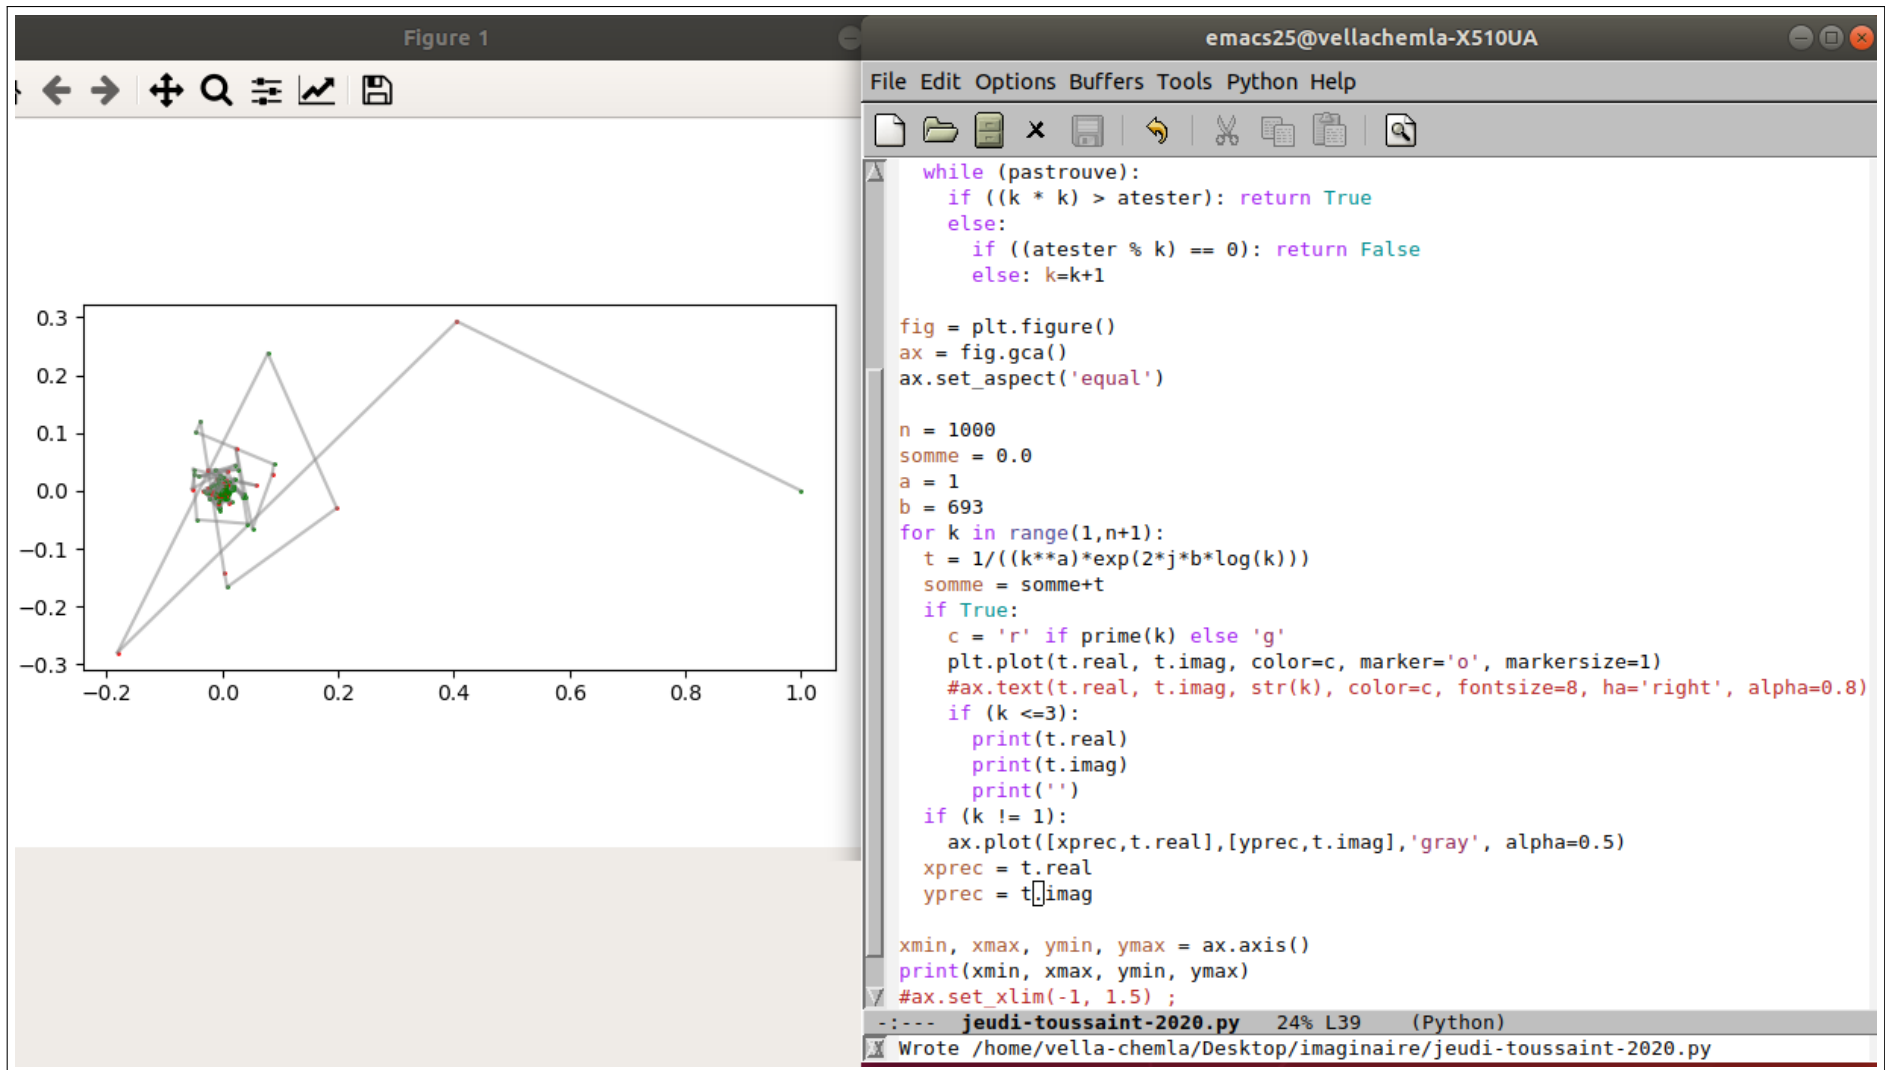 Figure 1
0.3
0.2
0.1
0.0
−0.1
−0.2
−0.3
−0.2 0.0 0.2 0.4 0.6 0.8 1.0
emacs25@vellachemla-X510UA
File Edit Options Buffers Tools Python Help
while (pastrouve):
if ((k * k) > atester): return True
else:
if ((atester % k) == 0): return False
else: k=k+1
fig = plt.figure()
ax = fig.gca()
ax.set_aspect('equal')
n = 1000
somme = 0.0
a = 1
b = 693
for k in range(1,n+1):
t = 1/((k**a)*exp(2*j*b*log(k)))
somme = somme+t
if True:
c = 'r' if prime(k) else 'g'
plt.plot(t.real, t.imag, color=c, marker='o', markersize=1)
#ax.text(t.real, t.imag, str(k), color=c, fontsize=8, ha='right', alpha=0.8)
if (k <=3):
print(t.real)
print(t.imag)
print('')
if (k != 1):
ax.plot([xprec,t.real],[yprec,t.imag],'gray', alpha=0.5)
xprec = t.real
yprec = t.imag
xmin, xmax, ymin, ymax = ax.axis()
print(xmin, xmax, ymin, ymax)
#ax.set_xlim(-1, 1.5) ;
-:--- jeudi-toussaint-2020.py 24% L39 (Python)
Wrote /home/vella-chemla/Desktop/imaginaire/jeudi-toussaint-2020.py